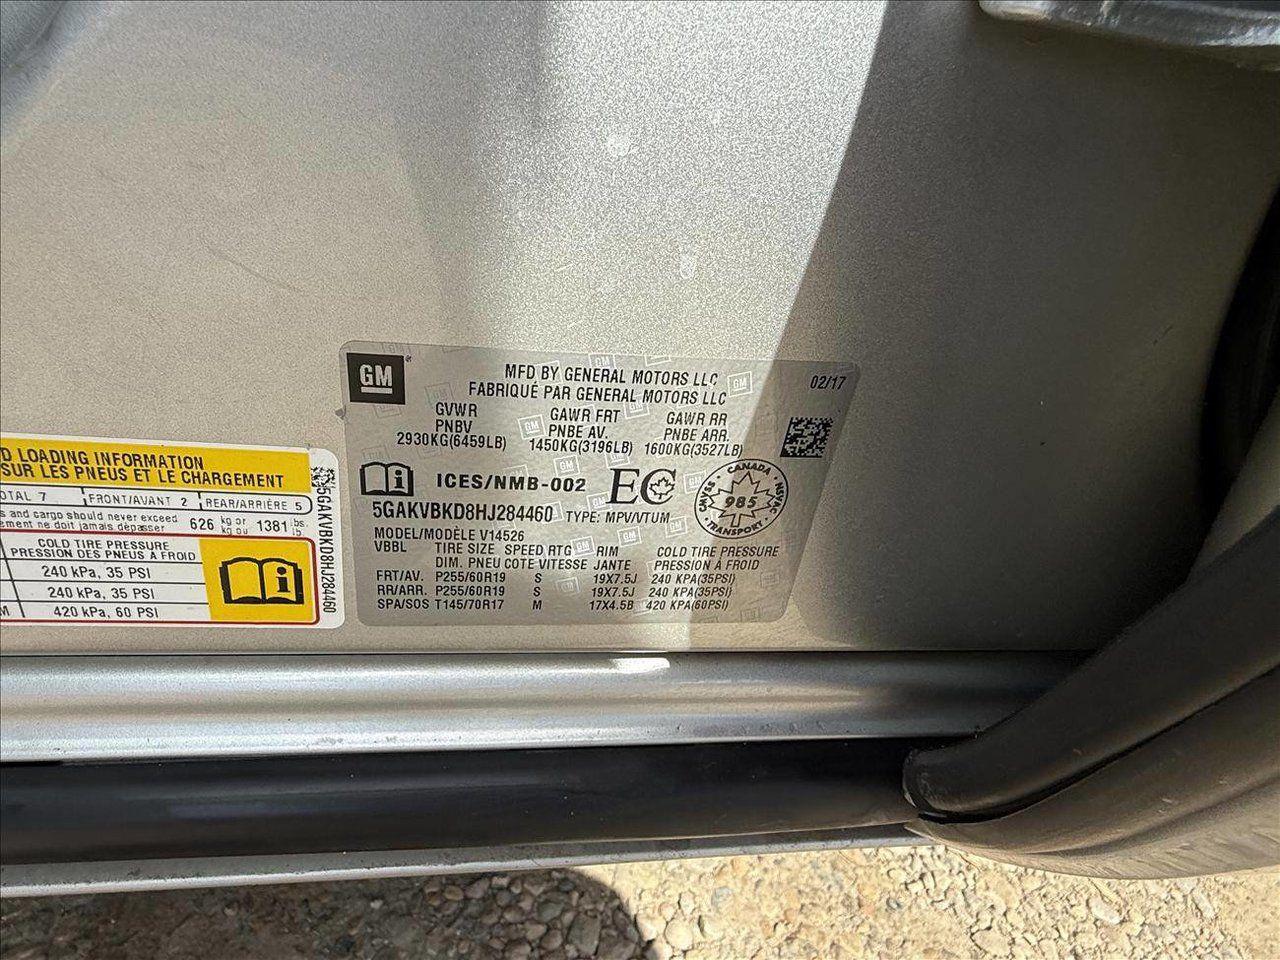 D LOADING INFORMATION
SUR LES PNEUS ET LE CHARGEMENT
OTAL 7 FRONT/AVANT 2 REAR/ARRIÈRE 5
s and cargo should never exceed 626 kg or 1381 lbs.
ement ne doit jamais dépasser kg ou lb.
COLD TIRE PRESSURE
PRESSION DES PNEUS A FROID
240 kPa, 35 PSI
240 kPa, 35 PSI
M 420 kPa, 60 PSI
5GAKVBKD8HJ284460
GM
MFD BY GENERAL MOTORS LLC 02/17
FABRIQUÉ PAR GENERAL MOTORS LLC
GVWR GAWR FRT GAWR RR
PNBV PNBE AV. PNBE ARR.
2930KG(6459LB) 1450KG(3196LB) 1600KG(3527LB)
ICES/NMB-002 EC
CANADA
985
TRANSPORT
CMVSS
NSVAC
5GAKVBKD8HJ284460 TYPE: MPV/VTUM
MODEL/MODÈLE V14526
VBBL TIRE SIZE SPEED RTG RIM COLD TIRE PRESSURE
DIM. PNEU COTE VITESSE JANTE PRESSION À FROID
FRT/AV. P255/60R19 S 19X7.5J 240 KPA(35PSI)
RR/ARR. P255/60R19 S 19X7.5J 240 KPA(35PSI)
SPA/SOS T145/70R17 M 17X4.5B 420 KPA(60PSI)